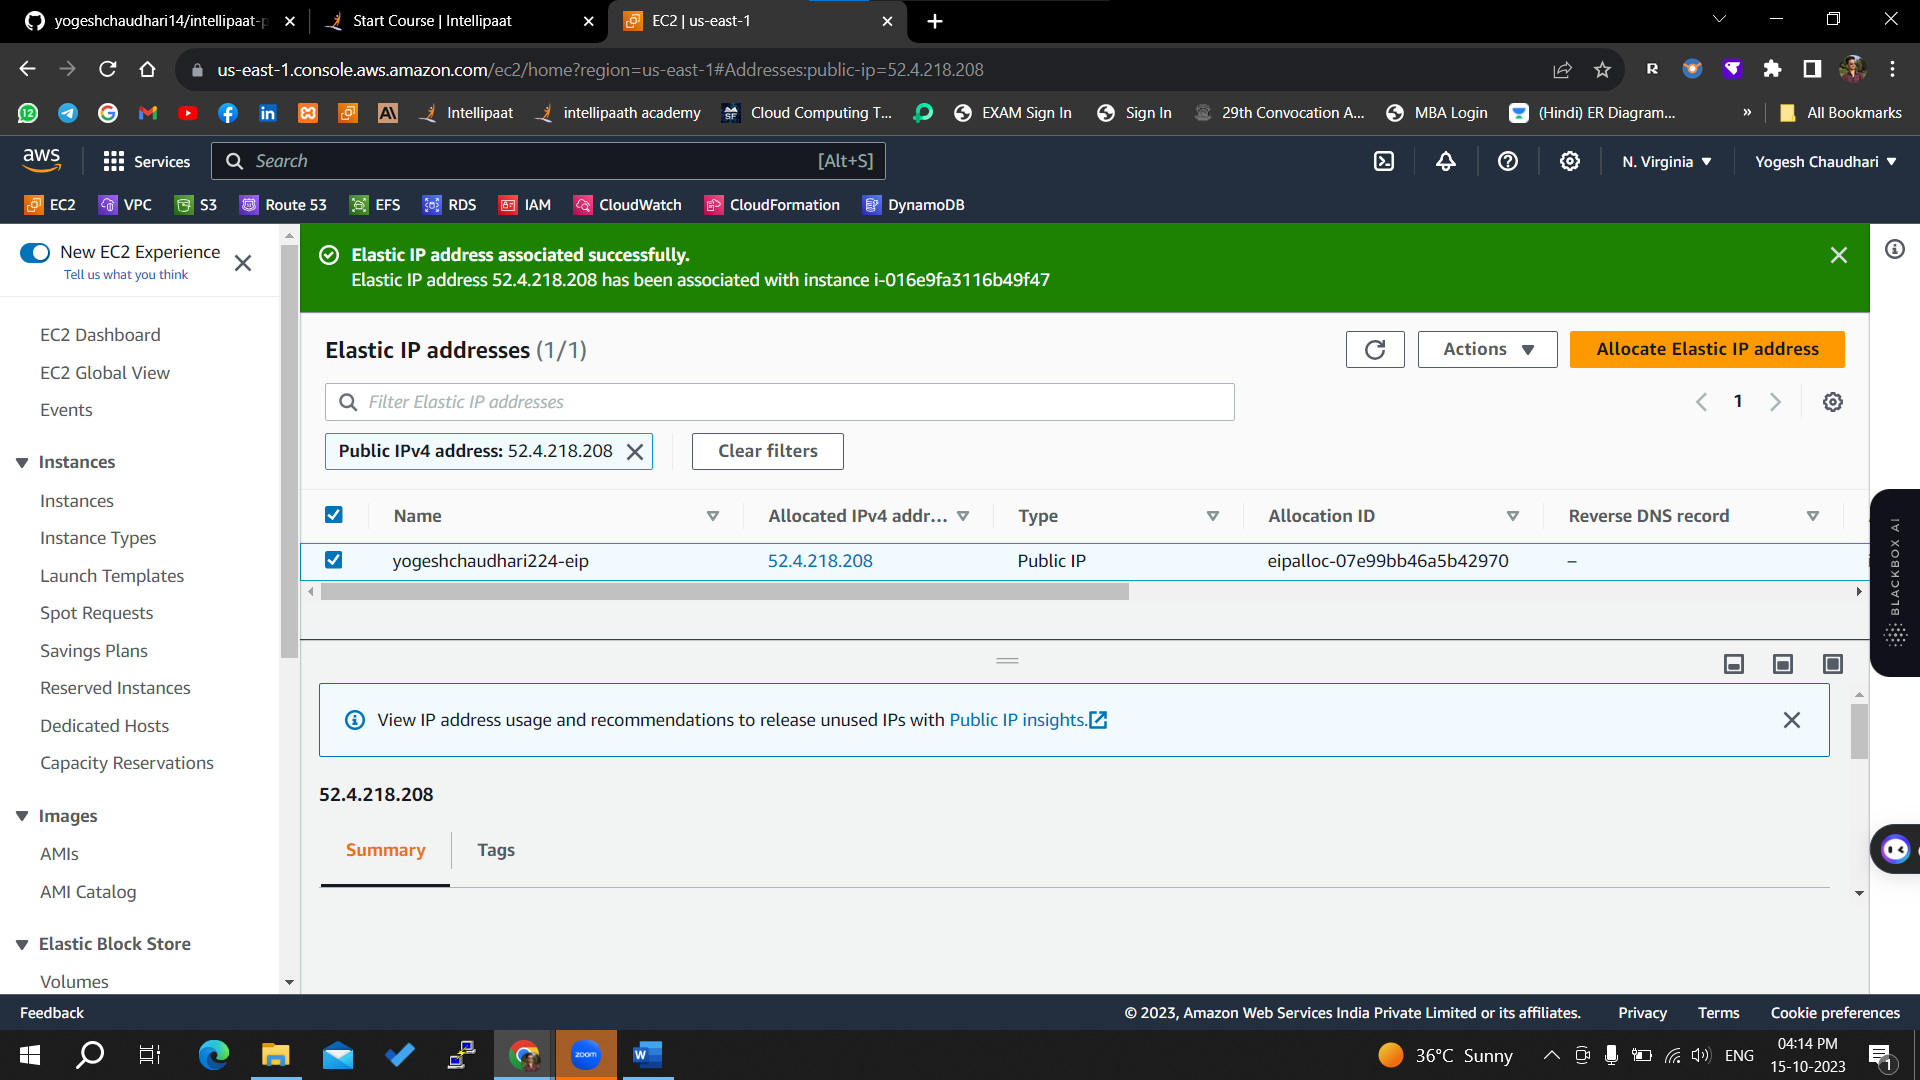 yogeshchaudhari14/intellipaat-p
Start Course | Intellipaat
EC2 | us-east-1
us-east-1.console.aws.amazon.com/ec2/home?region=us-east-1#Addresses:public-ip=52.4.218.208
Intellipaat
intellipaath academy
Cloud Computing T...
EXAM Sign In
Sign In
29th Convocation A...
MBA Login
(Hindi) ER Diagram...
»
All Bookmarks
aws
Services
Search
[Alt+S]
N. Virginia
Yogesh Chaudhari
EC2
VPC
S3
Route 53
EFS
RDS
IAM
CloudWatch
CloudFormation
DynamoDB
New EC2 Experience
Tell us what you think
EC2 Dashboard
EC2 Global View
Events
Instances
Instances
Instance Types
Launch Templates
Spot Requests
Savings Plans
Reserved Instances
Dedicated Hosts
Capacity Reservations
Images
AMIs
AMI Catalog
Elastic Block Store
Volumes
Elastic IP address associated successfully.
Elastic IP address 52.4.218.208 has been associated with instance i-016e9fa3116b49f47
Elastic IP addresses (1/1)
Actions
Allocate Elastic IP address
Filter Elastic IP addresses
1
Public IPv4 address: 52.4.218.208
Clear filters
Name
Allocated IPv4 addr...
Type
Allocation ID
Reverse DNS record
yogeshchaudhari224-eip
52.4.218.208
Public IP
eipalloc-07e99bb46a5b42970
–
View IP address usage and recommendations to release unused IPs with Public IP insights.
52.4.218.208
Summary
Tags
BLACKBOX AI
Feedback
© 2023, Amazon Web Services India Private Limited or its affiliates.
Privacy
Terms
Cookie preferences
zoom
36°C Sunny
ENG
04:14 PM
15-10-2023
1